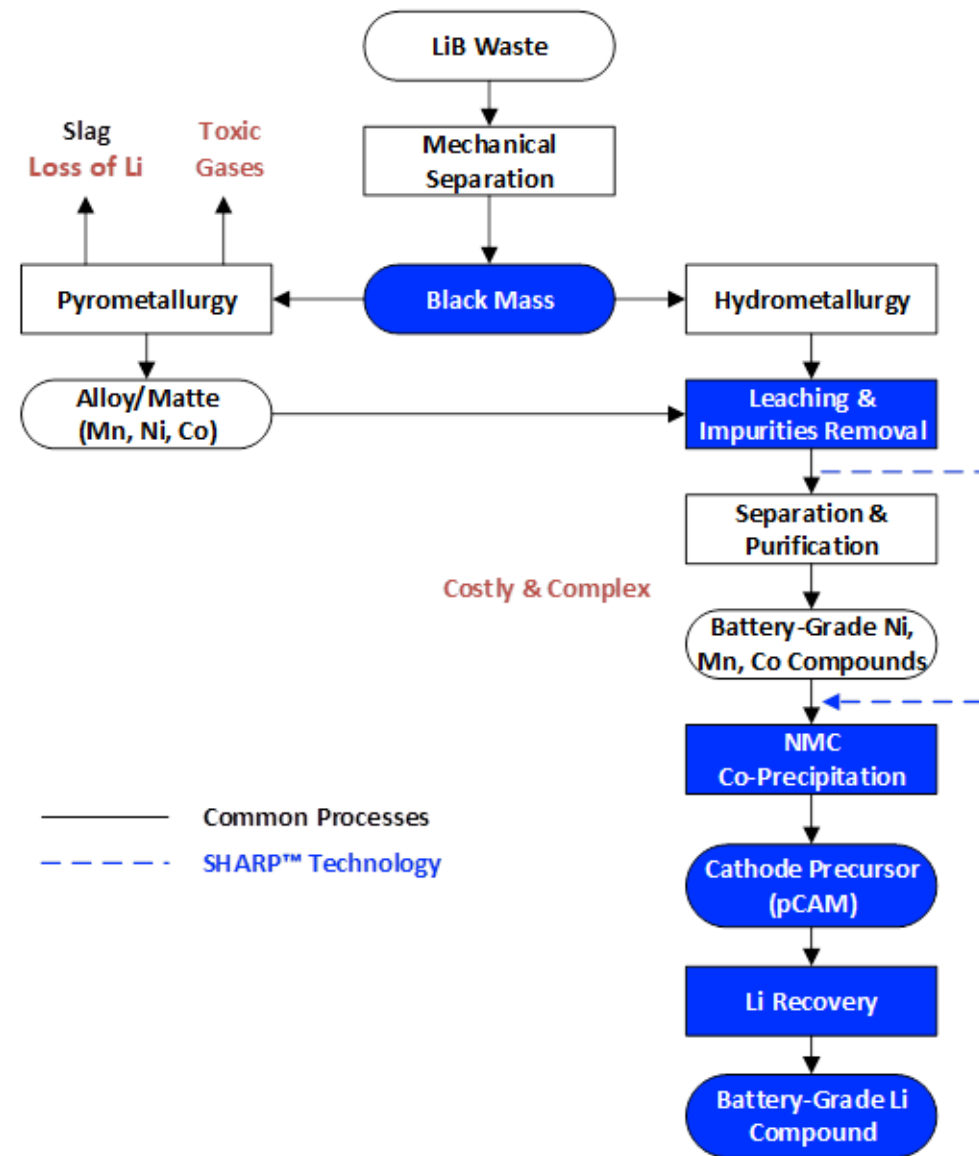 LiB Waste
Slag
Loss of Li
Toxic
Gases
Mechanical
Separation
Pyrometallurgy
Black Mass
Hydrometallurgy
Alloy/Matte
(Mn, Ni, Co)
Leaching &
Impurities Removal
Separation &
Purification
Costly & Complex
Battery-Grade Ni,
Mn, Co Compounds
NMC
Co-Precipitation
Common Processes
SHARP™ Technology
Cathode Precursor
(pCAM)
Li Recovery
Battery-Grade Li
Compound